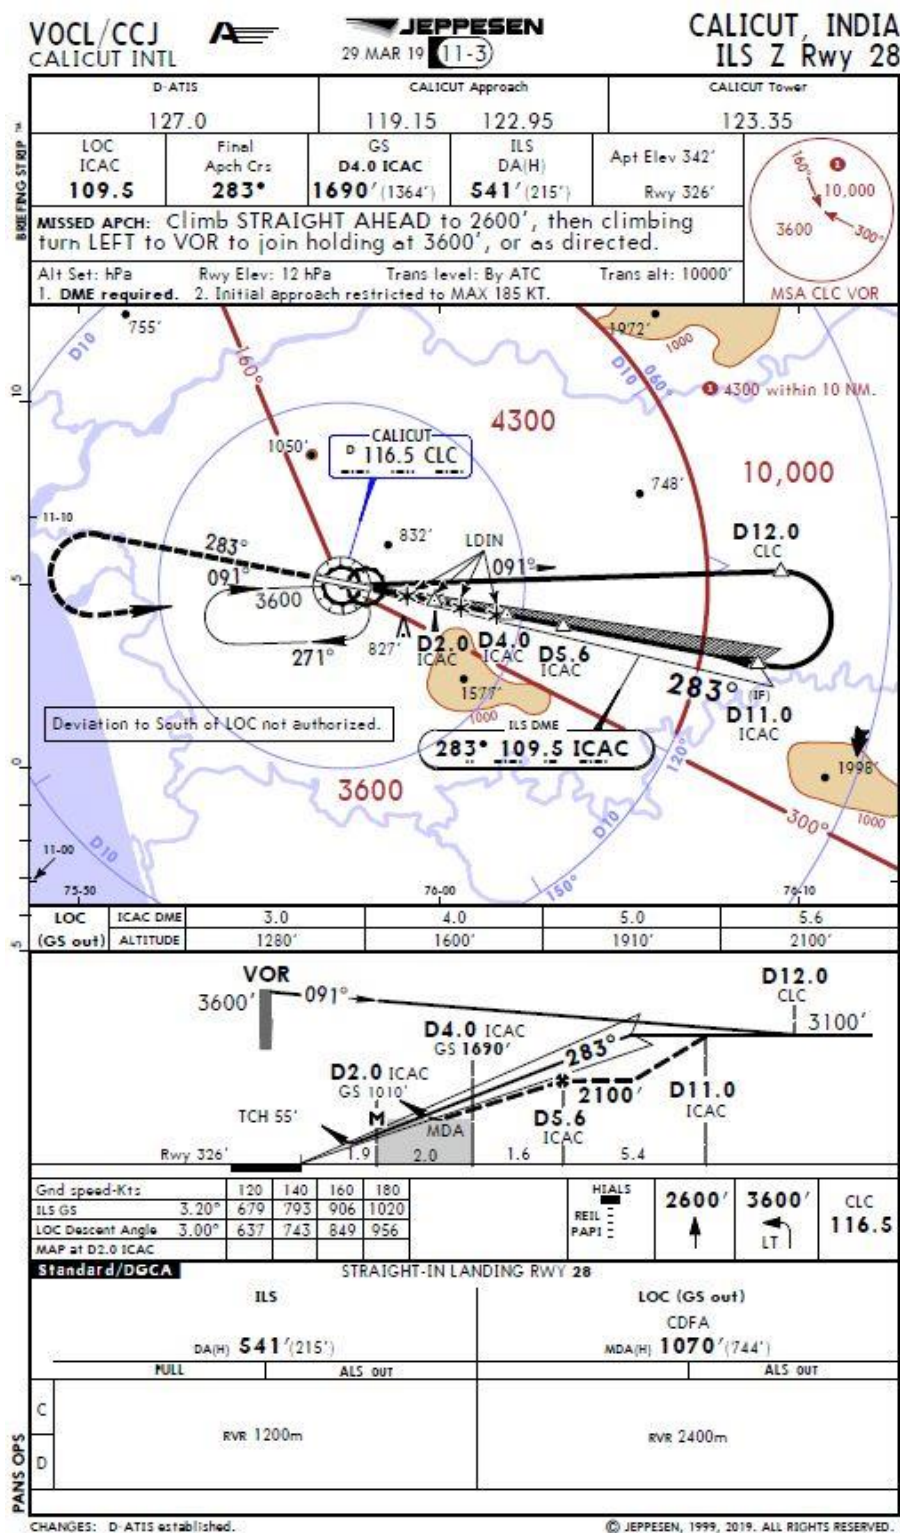 VOCL/CCJ
CALICUT INTL
JEPPESEN
29 MAR 19 11-3
CALICUT, INDIA
ILS Z Rwy 28
BRIEFING STRIP TM
D-ATIS
127.0
CALICUT Approach
119.15 122.95
CALICUT Tower
123.35
LOC
ICAC
109.5
Final
Apch Crs
283°
GS
D4.0 ICAC
1690' (1364')
ILS
DA(H)
541' (215')
Apt Elev 342'
Rwy 326'
MISSED APCH: Climb STRAIGHT AHEAD to 2600', then climbing
turn LEFT to VOR to join holding at 3600', or as directed.
Alt Set: hPa Rwy Elev: 12 hPa Trans level: By ATC Trans alt: 10000'
1. DME required. 2. Initial approach restricted to MAX 185 KT.
160°
1
10,000
3600
300°
MSA CLC VOR
755'
D10
160°
1972'
1000
D10
060°
1 4300 within 10 NM.
10
4300
1050'
CALICUT
D 116.5 CLC
10,000
748'
11-10
832'
LDIN
D12.0
CLC
283°
091°
091°
5
3600
271°
827'
D2.0
ICAC
D4.0
ICAC
D5.6
ICAC
283° (IF)
D11.0
ICAC
1577'
1000
Deviation to South of LOC not authorized.
ILS DME
283° 109.5 ICAC
120°
1998'
1000
0
3600
300°
D10
D10
11-00
150°
75-50
76-00
76-10
5
LOC
(GS out)
ICAC DME 3.0 4.0 5.0 5.6
ALTITUDE 1280' 1600' 1910' 2100'
VOR
3600'
091°
D12.0
CLC
3100'
D4.0 ICAC
GS 1690'
283°
D2.0 ICAC
GS 1010'
2100'
D11.0
ICAC
TCH 55'
M
MDA
D5.6
ICAC
Rwy 326'
1.9 2.0 1.6 5.4
Gnd speed-Kts 120 140 160 180
ILS GS 3.20° 679 793 906 1020
LOC Descent Angle 3.00° 637 743 849 956
MAP at D2.0 ICAC
HIALS
REIL
PAPI
2600'
3600'
LT
CLC
116.5
Standard/DGCA
STRAIGHT-IN LANDING RWY 28
ILS
DA(H) 541' (215')
LOC (GS out)
CDFA
MDA(H) 1070' (744')
FULL
ALS OUT
ALS OUT
C
D
RVR 1200m
RVR 2400m
PANS OPS
CHANGES: D-ATIS established.
© JEPPESEN, 1999, 2019. ALL RIGHTS RESERVED.